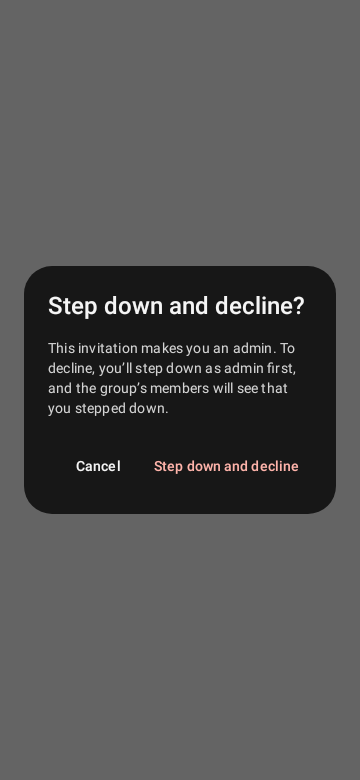 Step down and decline?
This invitation makes you an admin. To
decline, you’ll step down as admin first,
and the group’s members will see that
you stepped down.
Cancel
Step down and decline